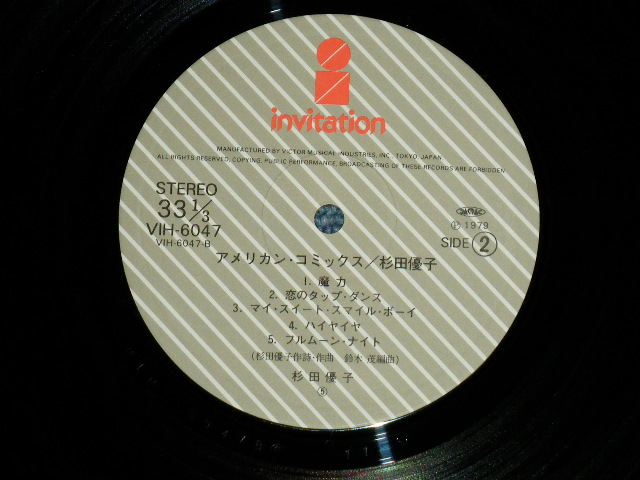 invitation
MANUFACTURED BY VICTOR MUSICAL INDUSTRIES, INC., TOKYO, JAPAN
ALL RIGHTS RESERVED, COPYING, PUBLIC PERFORMANCE, BROADCASTING OF THESE RECORDS ARE FORBIDDEN
STEREO
33 1/3
VIH-6047
VIH-6047-B
JASRAC
Ⓟ 1979
SIDE ②
アメリカン・コミックス/杉田優子
1. 魔力
2. 恋のタップ・ダンス
3. マイ・スイート・スマイル・ボーイ
4. ハイヤイヤ
5. フルムーン・ナイト
(杉田優子作詩・作曲 鈴木茂編曲)
杉田優子
⑤